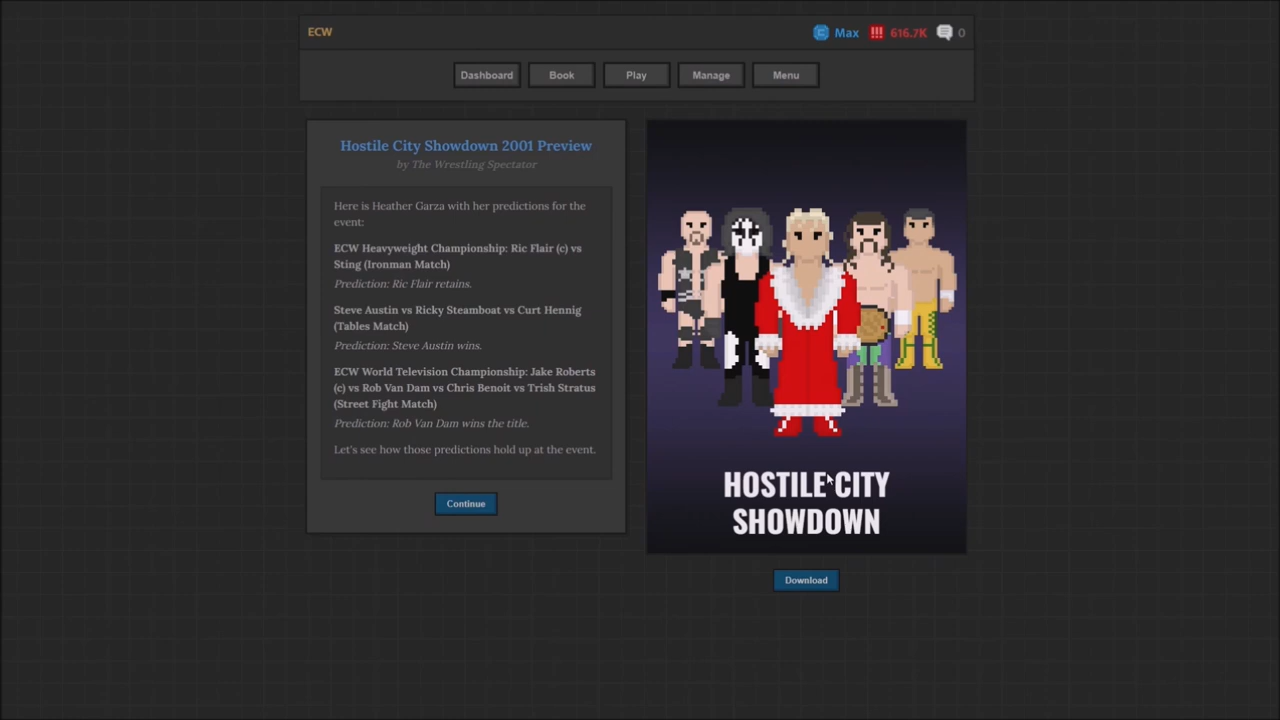 ECW
Max
616.7K
0
Dashboard
Book
Play
Manage
Menu
Hostile City Showdown 2001 Preview
by The Wrestling Spectator
Here is Heather Garza with her predictions for the
event:
ECW Heavyweight Championship: Ric Flair (c) vs
Sting (Ironman Match)
Prediction: Ric Flair retains.
Steve Austin vs Ricky Steamboat vs Curt Hennig
(Tables Match)
Prediction: Steve Austin wins.
ECW World Television Championship: Jake Roberts
(c) vs Rob Van Dam vs Chris Benoit vs Trish Stratus
(Street Fight Match)
Prediction: Rob Van Dam wins the title.
Let's see how those predictions hold up at the event.
Continue
HOSTILE CITY
SHOWDOWN
Download